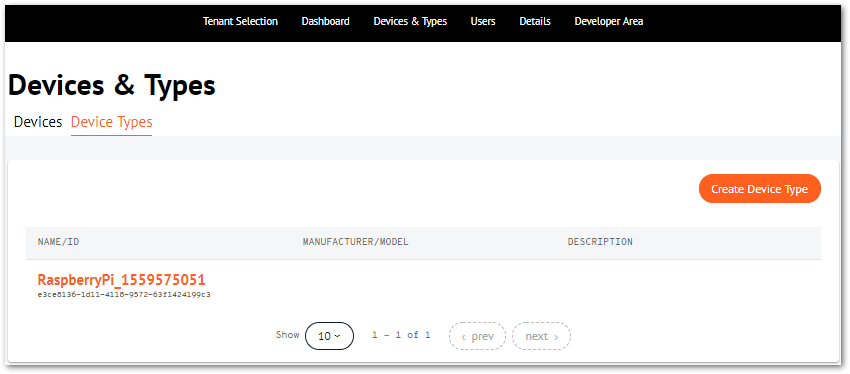 Tenant Selection Dashboard Devices & Types Users Details Developer Area
Devices & Types
Devices Device Types
Create Device Type
NAME/ID MANUFACTURER/MODEL DESCRIPTION
RaspberryPi_1559575051
e3ce8136-1d11-4116-9572-63f1424199c3
Show 10 1 - 1 of 1 ‹ prev next ›